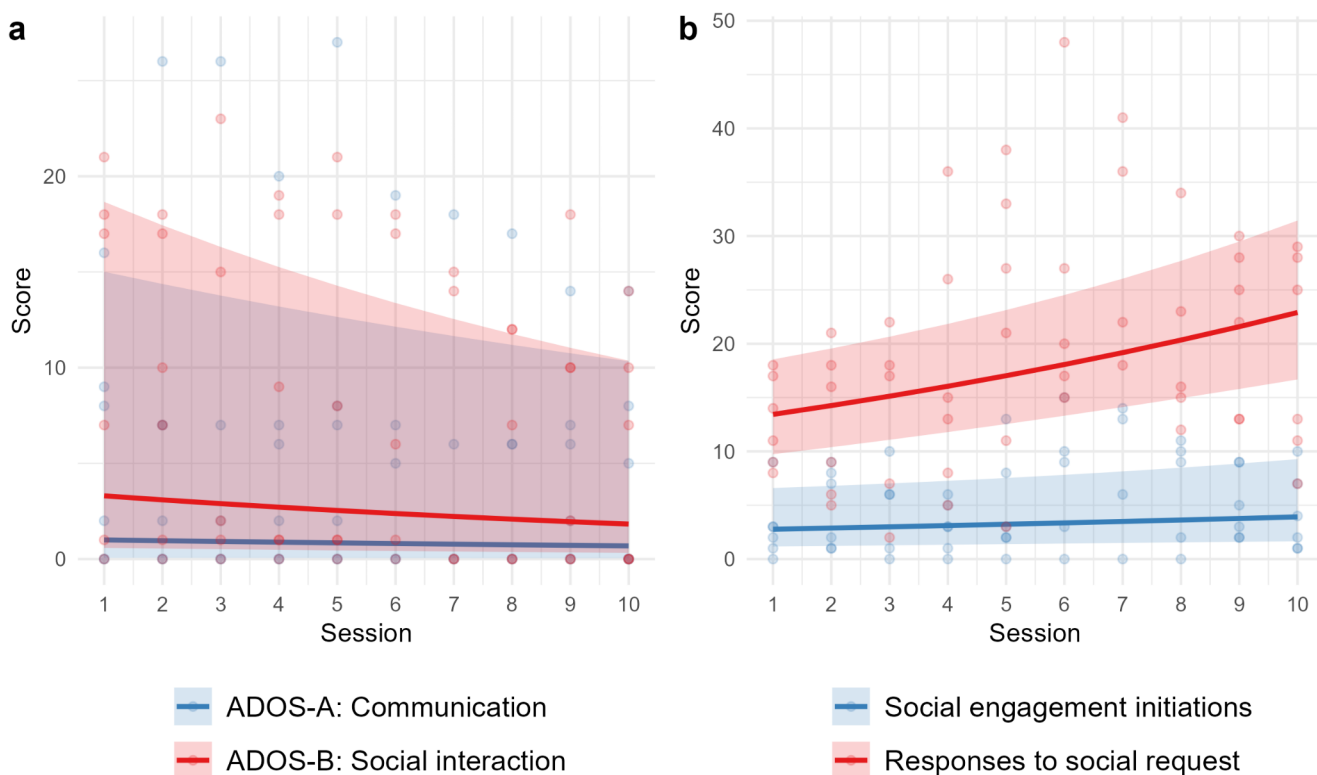 a
Score
20
10
0
1 2 3 4 5 6 7 8 9 10
Session
ADOS-A: Communication
ADOS-B: Social interaction
b
Score
50
40
30
20
10
0
1 2 3 4 5 6 7 8 9 10
Session
Social engagement initiations
Responses to social request